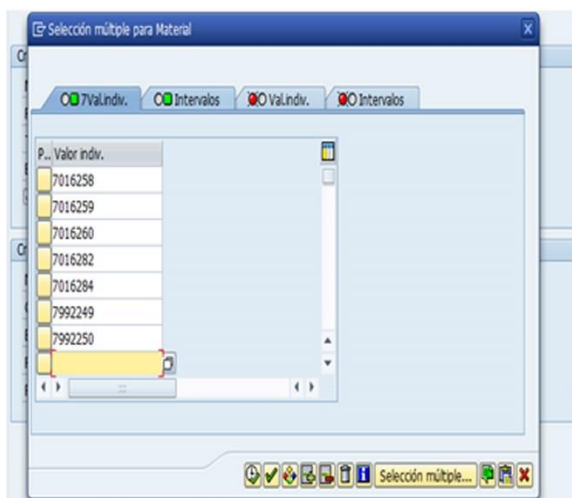 Selección múltiple para Material
7Val.indiv.
Intervalos
Val.indiv.
Intervalos
P.. Valor indiv.
7016258
7016259
7016260
7016282
7016284
7992249
7992250
Selección múltiple...